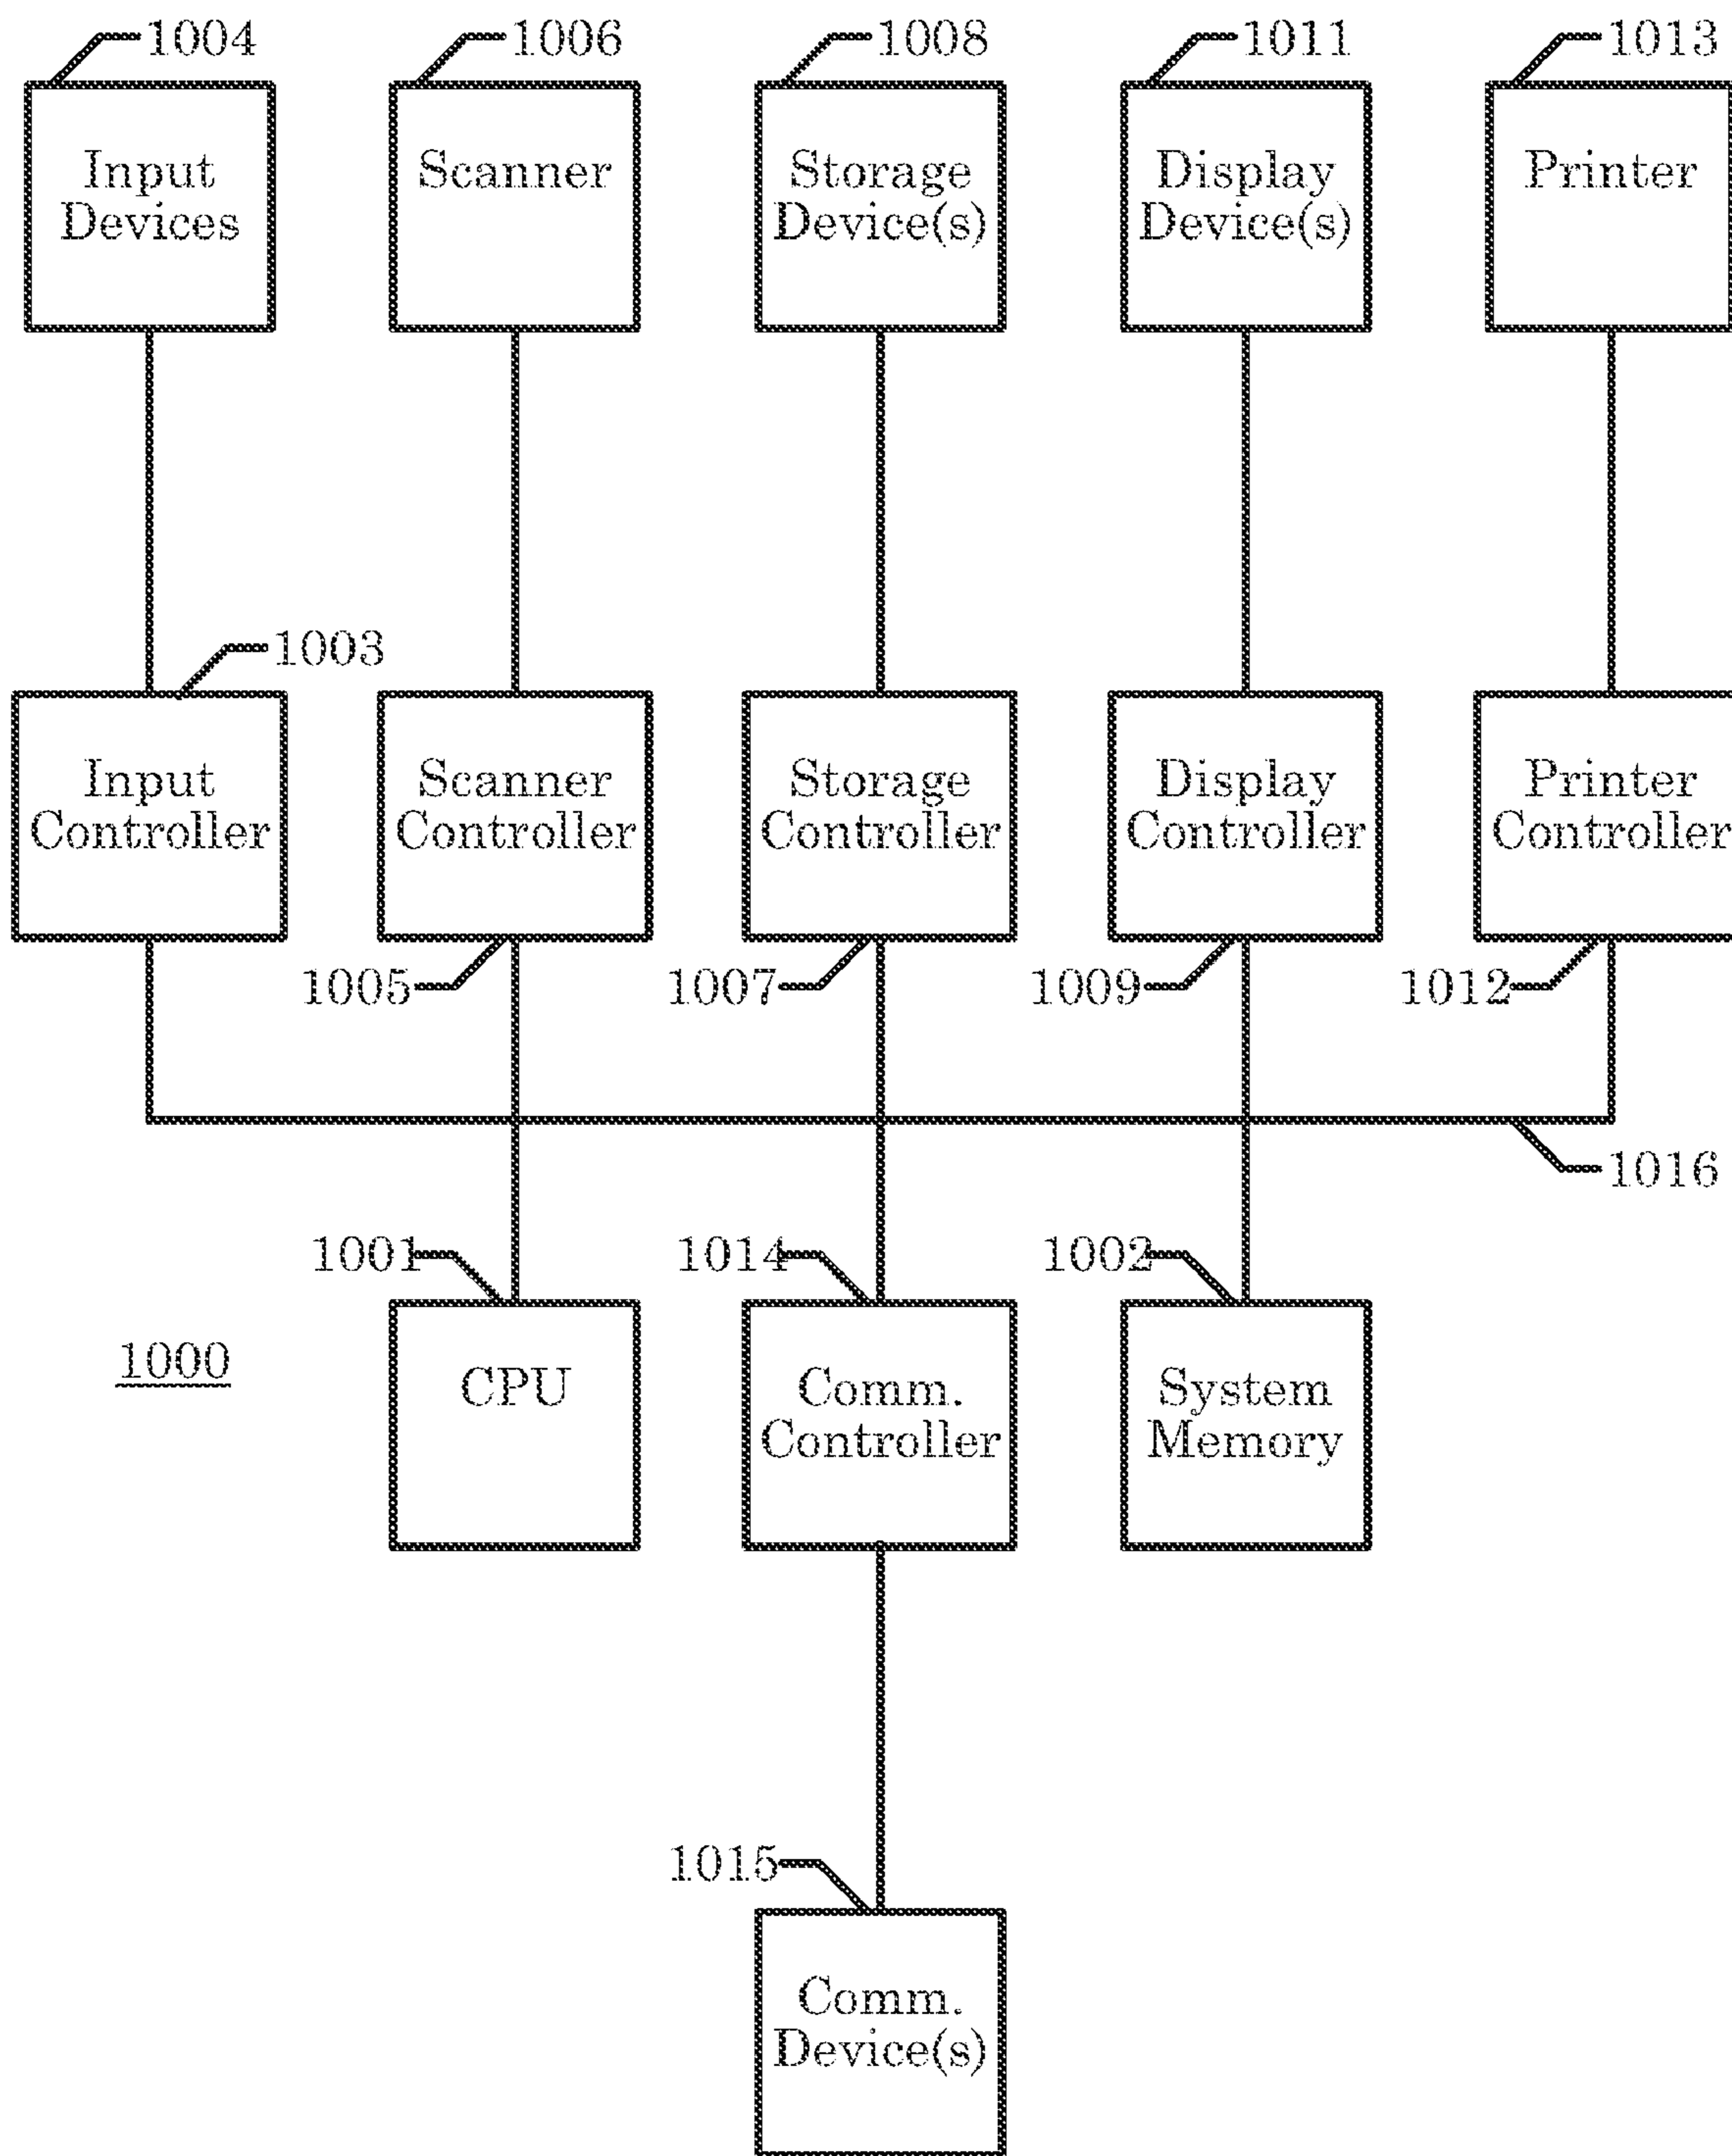 1004
1006
1008
1011
1013
Input
Devices
Scanner
Storage
Device(s)
Display
Device(s)
Printer
1003
Input
Controller
Scanner
Controller
Storage
Controller
Display
Controller
Printer
Controller
1005
1007
1009
1012
1016
1001
1014
1002
1000
CPU
Comm.
Controller
System
Memory
1015
Comm.
Device(s)